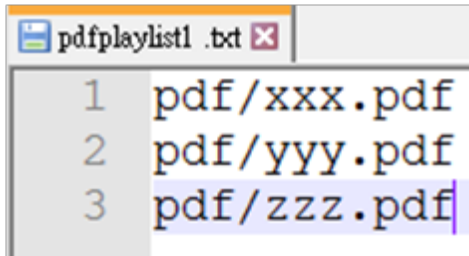 pdfplaylist1 .txt
1 pdf/xxx.pdf
2 pdf/yyy.pdf
3 pdf/zzz.pdf